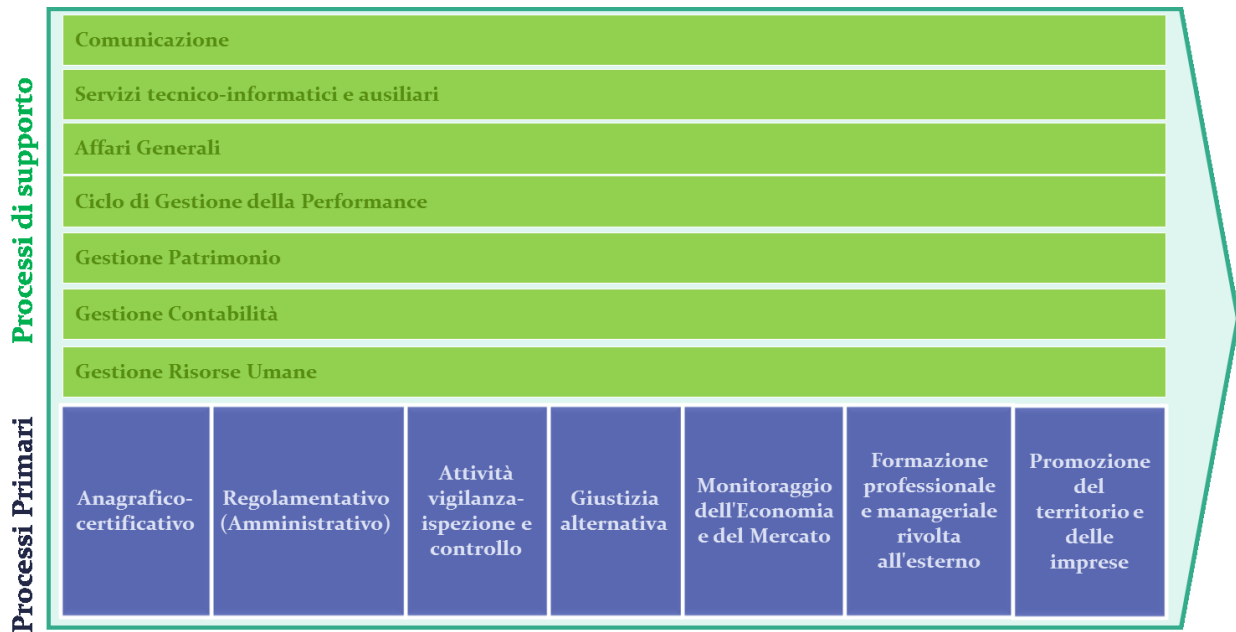 Processi di supporto
Comunicazione
Servizi tecnico-informatici e ausiliari
Affari Generali
Ciclo di Gestione della Performance
Gestione Patrimonio
Gestione Contabilità
Gestione Risorse Umane
Processi Primari
Anagrafico-
certificativo
Regolamentativo
(Amministrativo)
Attività
vigilanza-
ispezione e
controllo
Giustizia
alternativa
Monitoraggio
dell'Economia
e del Mercato
Formazione
professionale
e manageriale
rivolta
all'esterno
Promozione
del
territorio e
delle
imprese